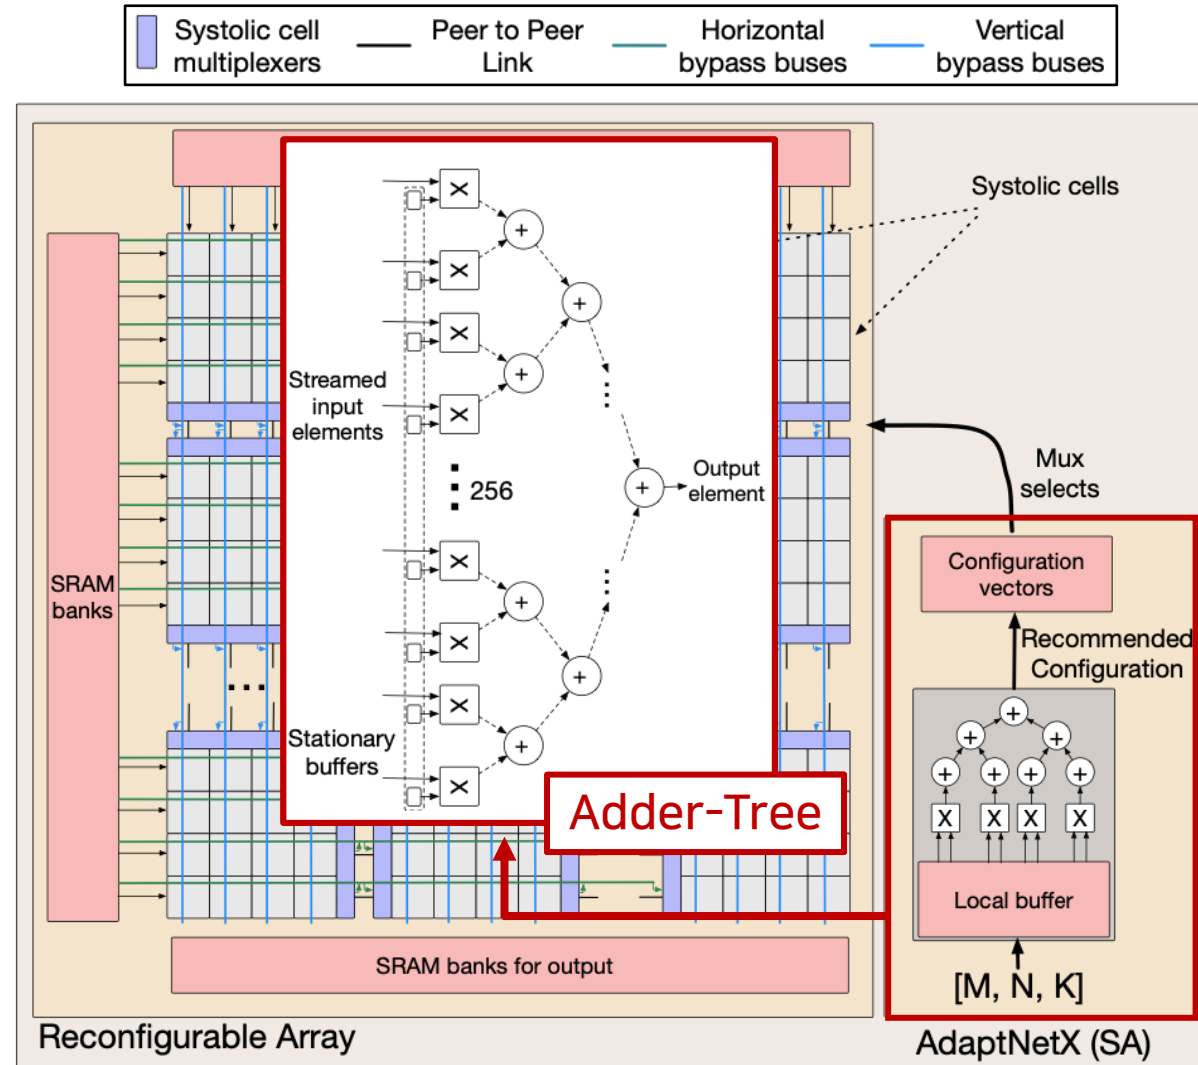 Systolic cell
multiplexers
Peer to Peer
Link
Horizontal
bypass buses
Vertical
bypass buses
Systolic cells
X
+
X
+
X
+
Streamed
input
elements
X
256
+
Output
element
Mux
selects
SRAM
banks
X
+
X
+
X
+
Stationary
buffers
X
Adder-Tree
Configuration
vectors
Recommended
Configuration
+
+ +
+ + + +
X X X X
Local buffer
[M, N, K]
SRAM banks for output
Reconfigurable Array
AdaptNetX (SA)